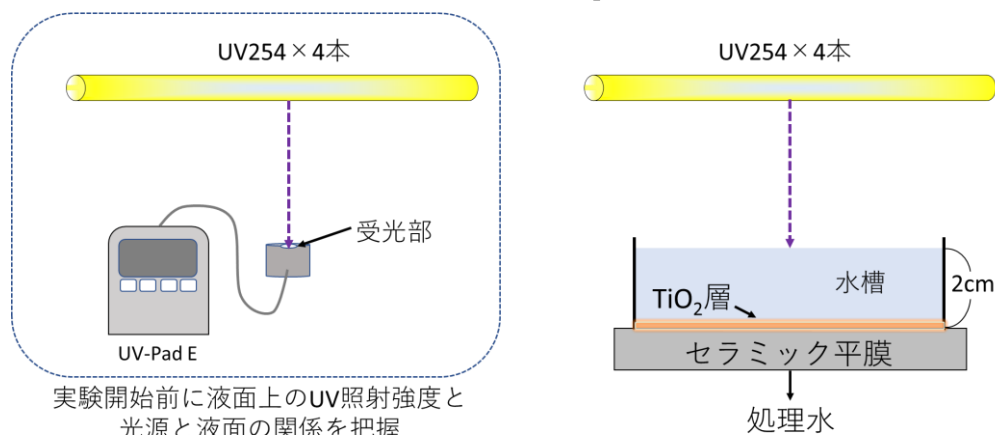 UV254×4本
受光部
UV-Pad E
実験開始前に液面上のUV照射強度と
光源と液面の関係を把握
UV254×4本
水槽
2cm
TiO₂層
セラミック平膜
処理水